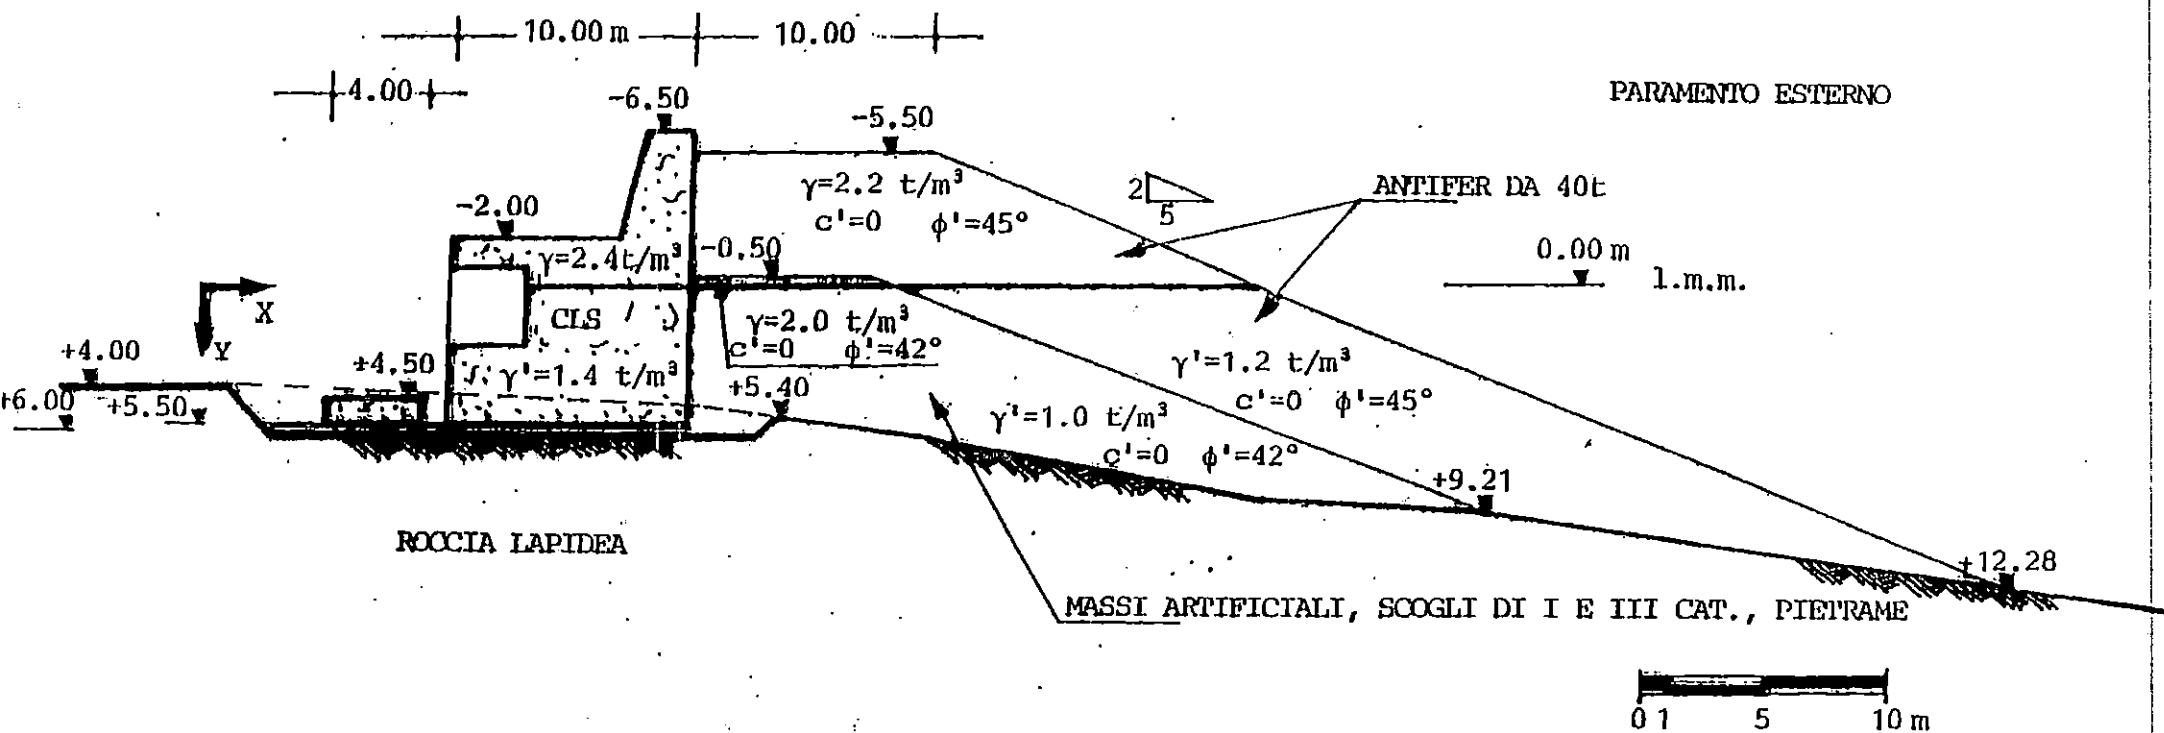 10.00 m 10.00
4.00
-6.50
-5.50
PARAMENTO ESTERNO
γ=2.2 t/m³
c'=0 φ'=45°
2
5
ANTIFER DA 40t
-2.00
-0.50
γ=2.4t/m³
0.00 m
l.m.m.
X
Y
CLS
γ=2.0 t/m³
c'=0 φ'=42°
+4.00
+4.50
γ'=1.4 t/m³
+5.40
γ'=1.2 t/m³
c'=0 φ'=45°
+6.00
+5.50
γ'=1.0 t/m³
c'=0 φ'=42°
+9.21
ROCCIA LAPIDEA
+12.28
MASSI ARTIFICIALI, SCOGLI DI I E III CAT., PIETRAME
0 1 5 10 m